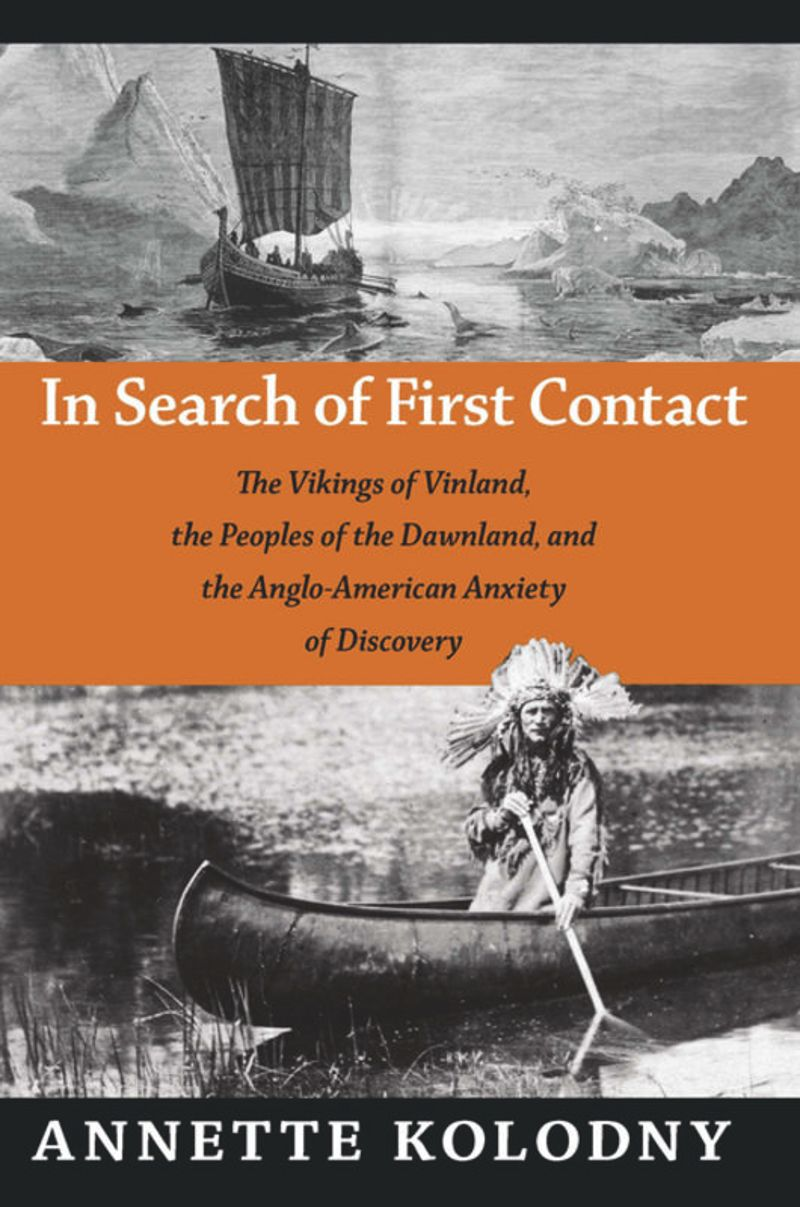 In Search of First Contact
The Vikings of Vinland,
the Peoples of the Dawnland, and
the Anglo-American Anxiety
of Discovery
ANNETTE KOLODNY